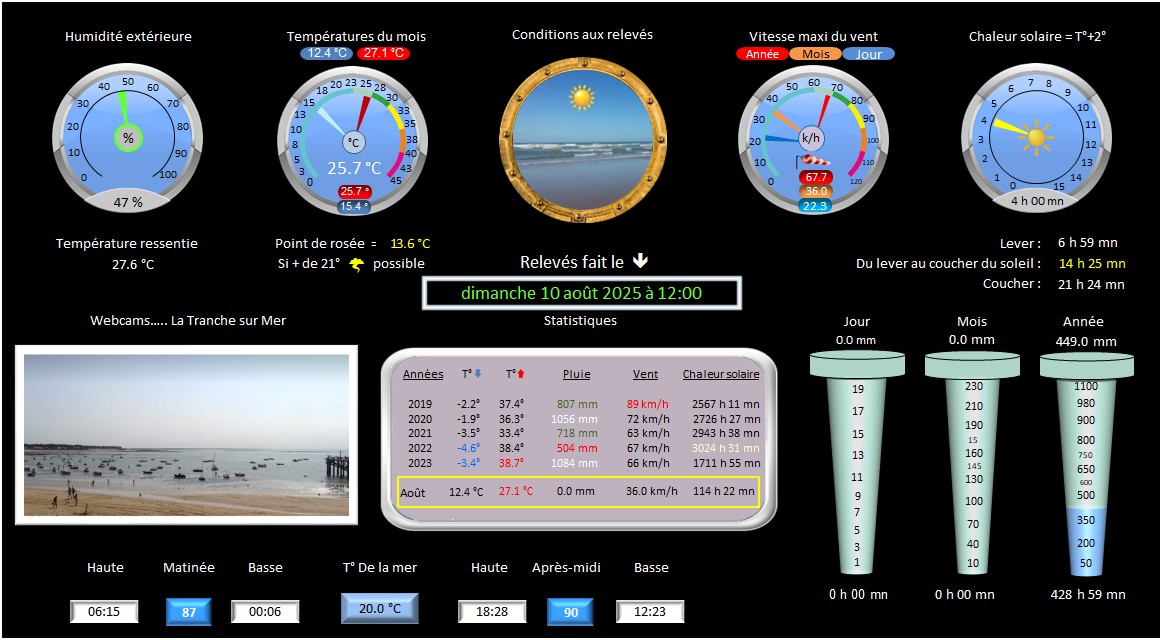 Humidité extérieure
Températures du mois
Conditions aux relevés
Vitesse maxi du vent
Chaleur solaire = T°+2°
12.4 °C 27.1 °C
Année Mois Jour
0 10 20 30 40 50 60 70 80 90 100
%
47 %
0 3 5 8 10 13 15 18 20 23 25 28 30 33 35 38 40 43 45
°C
25.7 °C
25.7 °
15.4 °
0 10 20 30 40 50 60 70 80 90 100 110 120
k/h
67.7
36.0
22.3
0 1 2 3 4 5 6 7 8 9 10 11 12 13 14 15
4 h 00 mn
Température ressentie
27.6 °C
Point de rosée = 13.6 °C
Si + de 21° possible
Relevés fait le
dimanche 10 août 2025 à 12:00
Lever : 6 h 59 mn
Du lever au coucher du soleil : 14 h 25 mn
Coucher : 21 h 24 mn
Webcams..... La Tranche sur Mer
Statistiques
Années T° T° Pluie Vent Chaleur solaire
2019 -2.2° 37.4° 807 mm 89 km/h 2567 h 11 mn
2020 -1.9° 36.3° 1056 mm 72 km/h 2726 h 27 mn
2021 -3.5° 33.4° 718 mm 63 km/h 2943 h 38 mn
2022 -4.6° 38.4° 504 mm 67 km/h 3024 h 31 mn
2023 -3.4° 38.7° 1084 mm 66 km/h 1711 h 55 mn
Août 12.4 °C 27.1 °C 0.0 mm 36.0 km/h 114 h 22 mn
Jour
0.0 mm
19
17
15
13
11
9
7
5
3
1
0 h 00 mn
Mois
0.0 mm
230
210
190
15
160
145
130
100
70
40
10
0 h 00 mn
Année
449.0 mm
1100
980
900
800
750
650
600
500
350
200
50
428 h 59 mn
Haute Matinée Basse
06:15 87 00:06
T° De la mer
20.0 °C
Haute Après-midi Basse
18:28 90 12:23